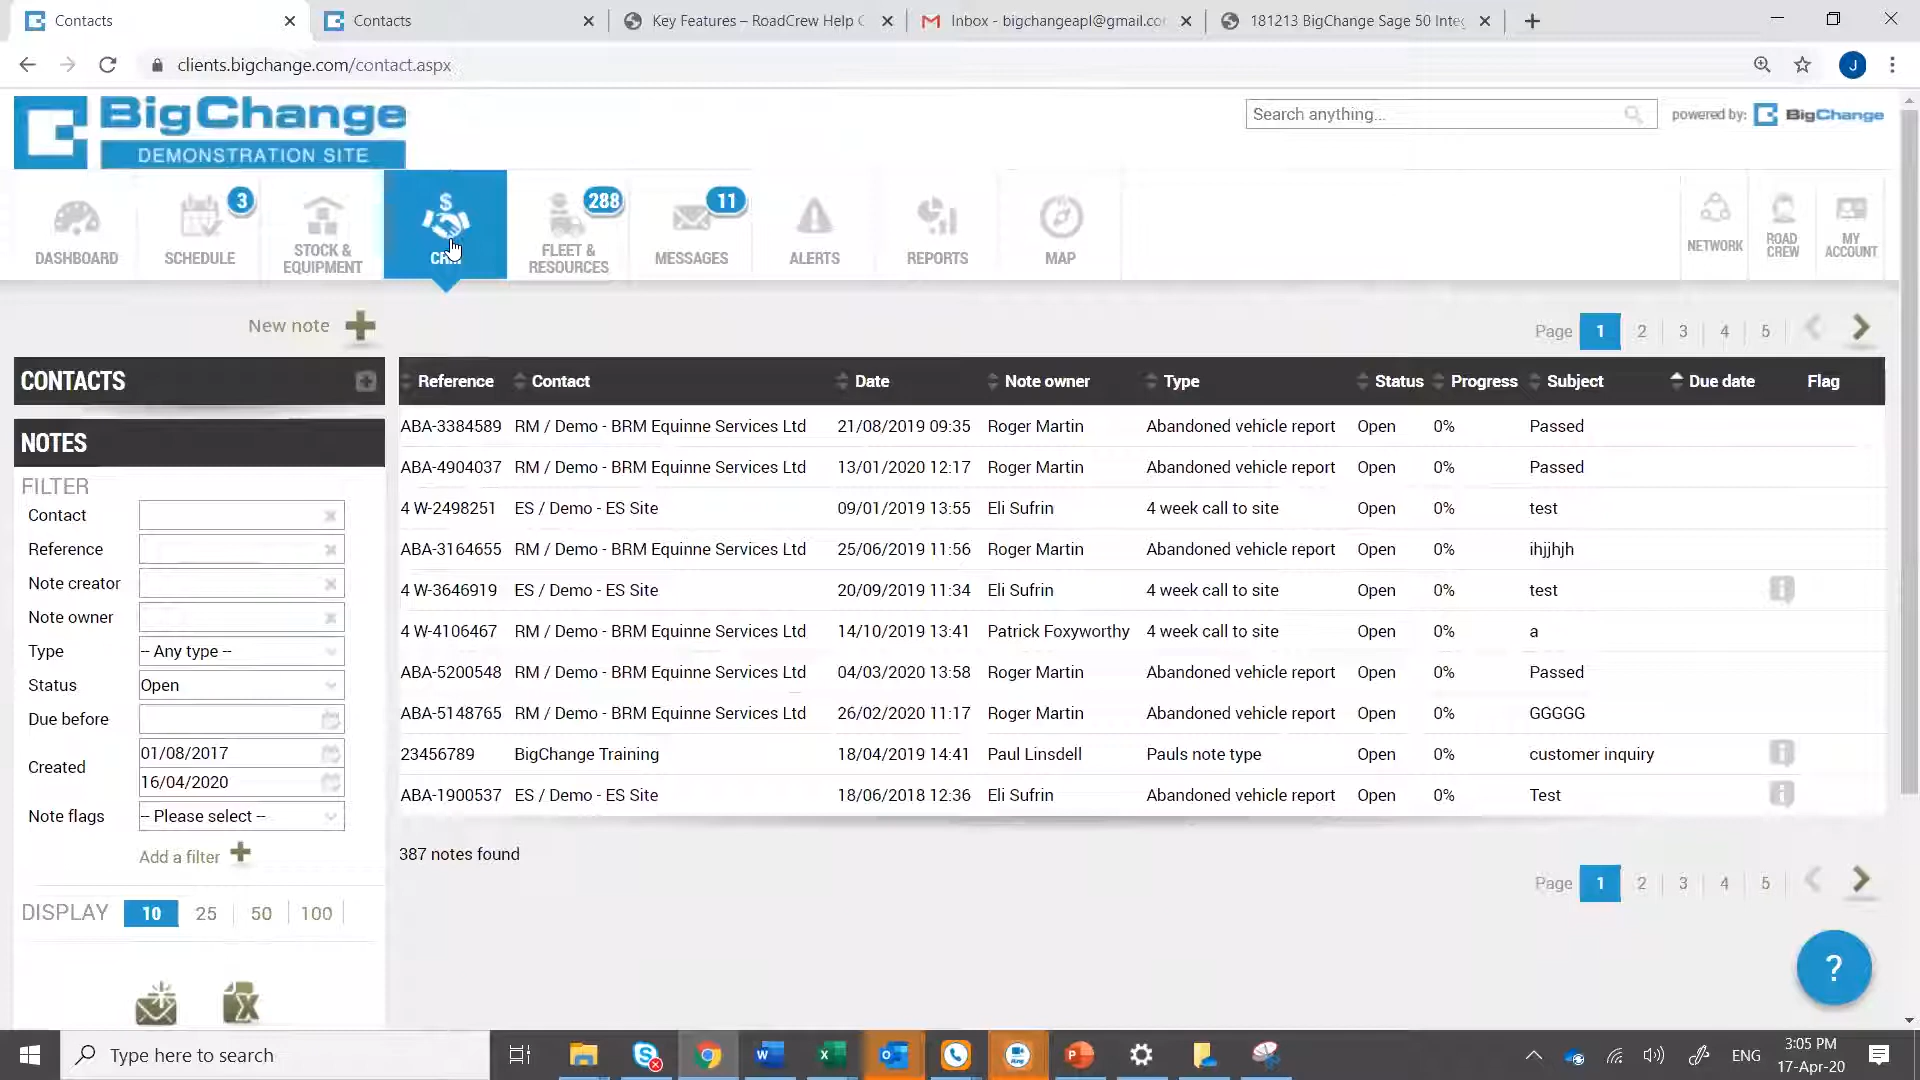 Contacts
Contacts
Key Features – RoadCrew Help C
Inbox - bigchangeapl@gmail.co
181213 BigChange Sage 50 Integ
clients.bigchange.com/contact.aspx
BigChange
DEMONSTRATION SITE
Search anything...
powered by: BigChange
DASHBOARD
SCHEDULE
3
STOCK &
EQUIPMENT
CRM
FLEET &
RESOURCES
288
MESSAGES
11
ALERTS
REPORTS
MAP
NETWORK
ROAD
CREW
MY
ACCOUNT
New note
Page 1 2 3 4 5
CONTACTS
NOTES
FILTER
Contact
Reference
Note creator
Note owner
Type -- Any type --
Status Open
Due before
Created 01/08/2017
16/04/2020
Note flags -- Please select --
Add a filter
DISPLAY 10 25 50 100
Reference Contact Date Note owner Type Status Progress Subject Due date Flag
ABA-3384589 RM / Demo - BRM Equinne Services Ltd 21/08/2019 09:35 Roger Martin Abandoned vehicle report Open 0% Passed
ABA-4904037 RM / Demo - BRM Equinne Services Ltd 13/01/2020 12:17 Roger Martin Abandoned vehicle report Open 0% Passed
4 W-2498251 ES / Demo - ES Site 09/01/2019 13:55 Eli Sufrin 4 week call to site Open 0% test
ABA-3164655 RM / Demo - BRM Equinne Services Ltd 25/06/2019 11:56 Roger Martin Abandoned vehicle report Open 0% ihjjhjh
4 W-3646919 ES / Demo - ES Site 20/09/2019 11:34 Eli Sufrin 4 week call to site Open 0% test
4 W-4106467 RM / Demo - BRM Equinne Services Ltd 14/10/2019 13:41 Patrick Foxyworthy 4 week call to site Open 0% a
ABA-5200548 RM / Demo - BRM Equinne Services Ltd 04/03/2020 13:58 Roger Martin Abandoned vehicle report Open 0% Passed
ABA-5148765 RM / Demo - BRM Equinne Services Ltd 26/02/2020 11:17 Roger Martin Abandoned vehicle report Open 0% GGGGG
23456789 BigChange Training 18/04/2019 14:41 Paul Linsdell Pauls note type Open 0% customer inquiry
ABA-1900537 ES / Demo - ES Site 18/06/2018 12:36 Eli Sufrin Abandoned vehicle report Open 0% Test
387 notes found
Page 1 2 3 4 5
?
Type here to search
ENG
3:05 PM
17-Apr-20
J